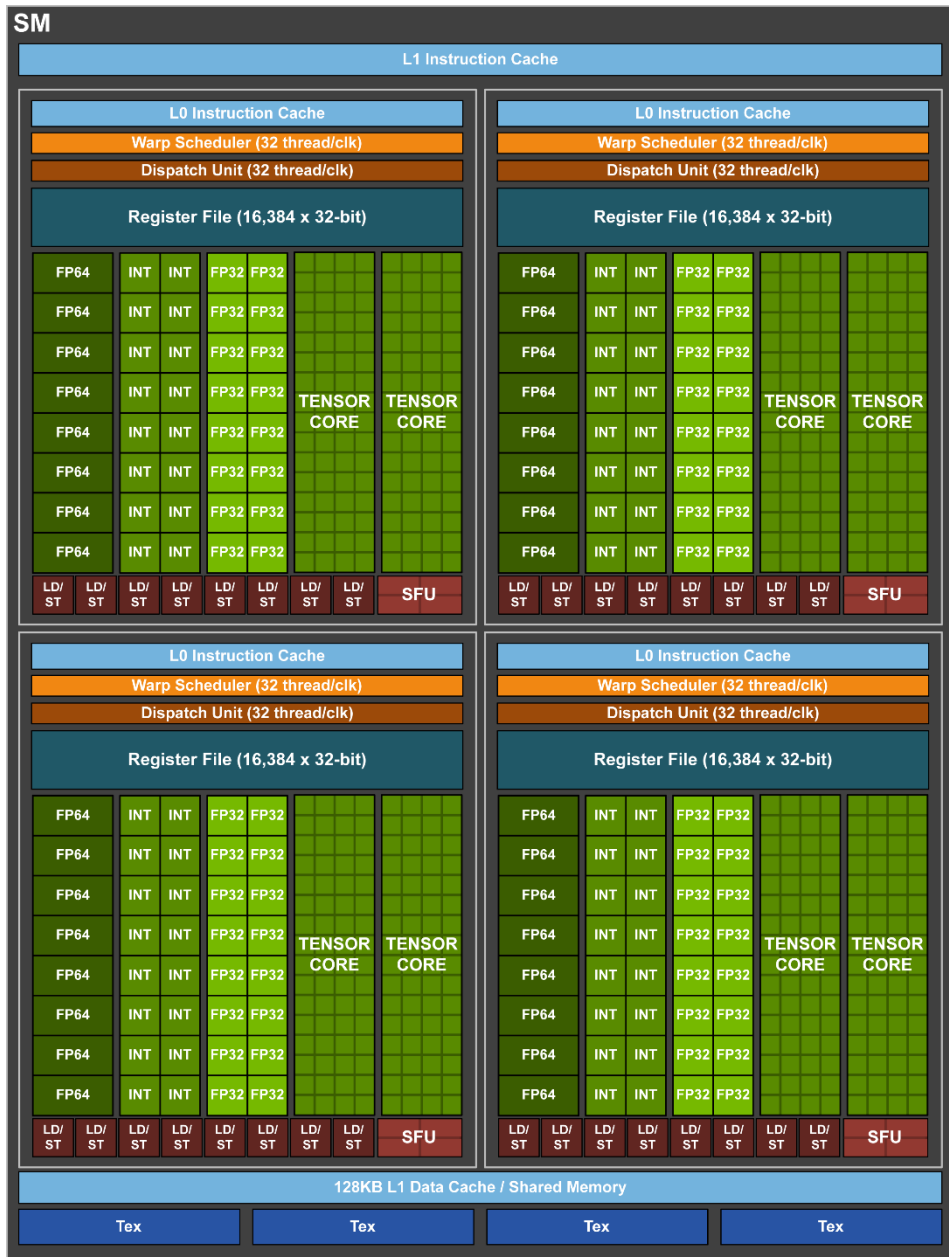 SM
L1 Instruction Cache
L0 Instruction Cache
Warp Scheduler (32 thread/clk)
Dispatch Unit (32 thread/clk)
Register File (16,384 x 32-bit)
FP64 INT INT FP32 FP32
FP64 INT INT FP32 FP32
FP64 INT INT FP32 FP32
FP64 INT INT FP32 FP32
FP64 INT INT FP32 FP32
FP64 INT INT FP32 FP32
FP64 INT INT FP32 FP32
FP64 INT INT FP32 FP32
TENSOR TENSOR
CORE CORE
LD/ LD/ LD/ LD/ LD/ LD/ LD/ LD/
ST ST ST ST ST ST ST ST
SFU
L0 Instruction Cache
Warp Scheduler (32 thread/clk)
Dispatch Unit (32 thread/clk)
Register File (16,384 x 32-bit)
FP64 INT INT FP32 FP32
FP64 INT INT FP32 FP32
FP64 INT INT FP32 FP32
FP64 INT INT FP32 FP32
FP64 INT INT FP32 FP32
FP64 INT INT FP32 FP32
FP64 INT INT FP32 FP32
FP64 INT INT FP32 FP32
TENSOR TENSOR
CORE CORE
LD/ LD/ LD/ LD/ LD/ LD/ LD/ LD/
ST ST ST ST ST ST ST ST
SFU
L0 Instruction Cache
Warp Scheduler (32 thread/clk)
Dispatch Unit (32 thread/clk)
Register File (16,384 x 32-bit)
FP64 INT INT FP32 FP32
FP64 INT INT FP32 FP32
FP64 INT INT FP32 FP32
FP64 INT INT FP32 FP32
FP64 INT INT FP32 FP32
FP64 INT INT FP32 FP32
FP64 INT INT FP32 FP32
FP64 INT INT FP32 FP32
TENSOR TENSOR
CORE CORE
LD/ LD/ LD/ LD/ LD/ LD/ LD/ LD/
ST ST ST ST ST ST ST ST
SFU
L0 Instruction Cache
Warp Scheduler (32 thread/clk)
Dispatch Unit (32 thread/clk)
Register File (16,384 x 32-bit)
FP64 INT INT FP32 FP32
FP64 INT INT FP32 FP32
FP64 INT INT FP32 FP32
FP64 INT INT FP32 FP32
FP64 INT INT FP32 FP32
FP64 INT INT FP32 FP32
FP64 INT INT FP32 FP32
FP64 INT INT FP32 FP32
TENSOR TENSOR
CORE CORE
LD/ LD/ LD/ LD/ LD/ LD/ LD/ LD/
ST ST ST ST ST ST ST ST
SFU
128KB L1 Data Cache / Shared Memory
Tex Tex Tex Tex